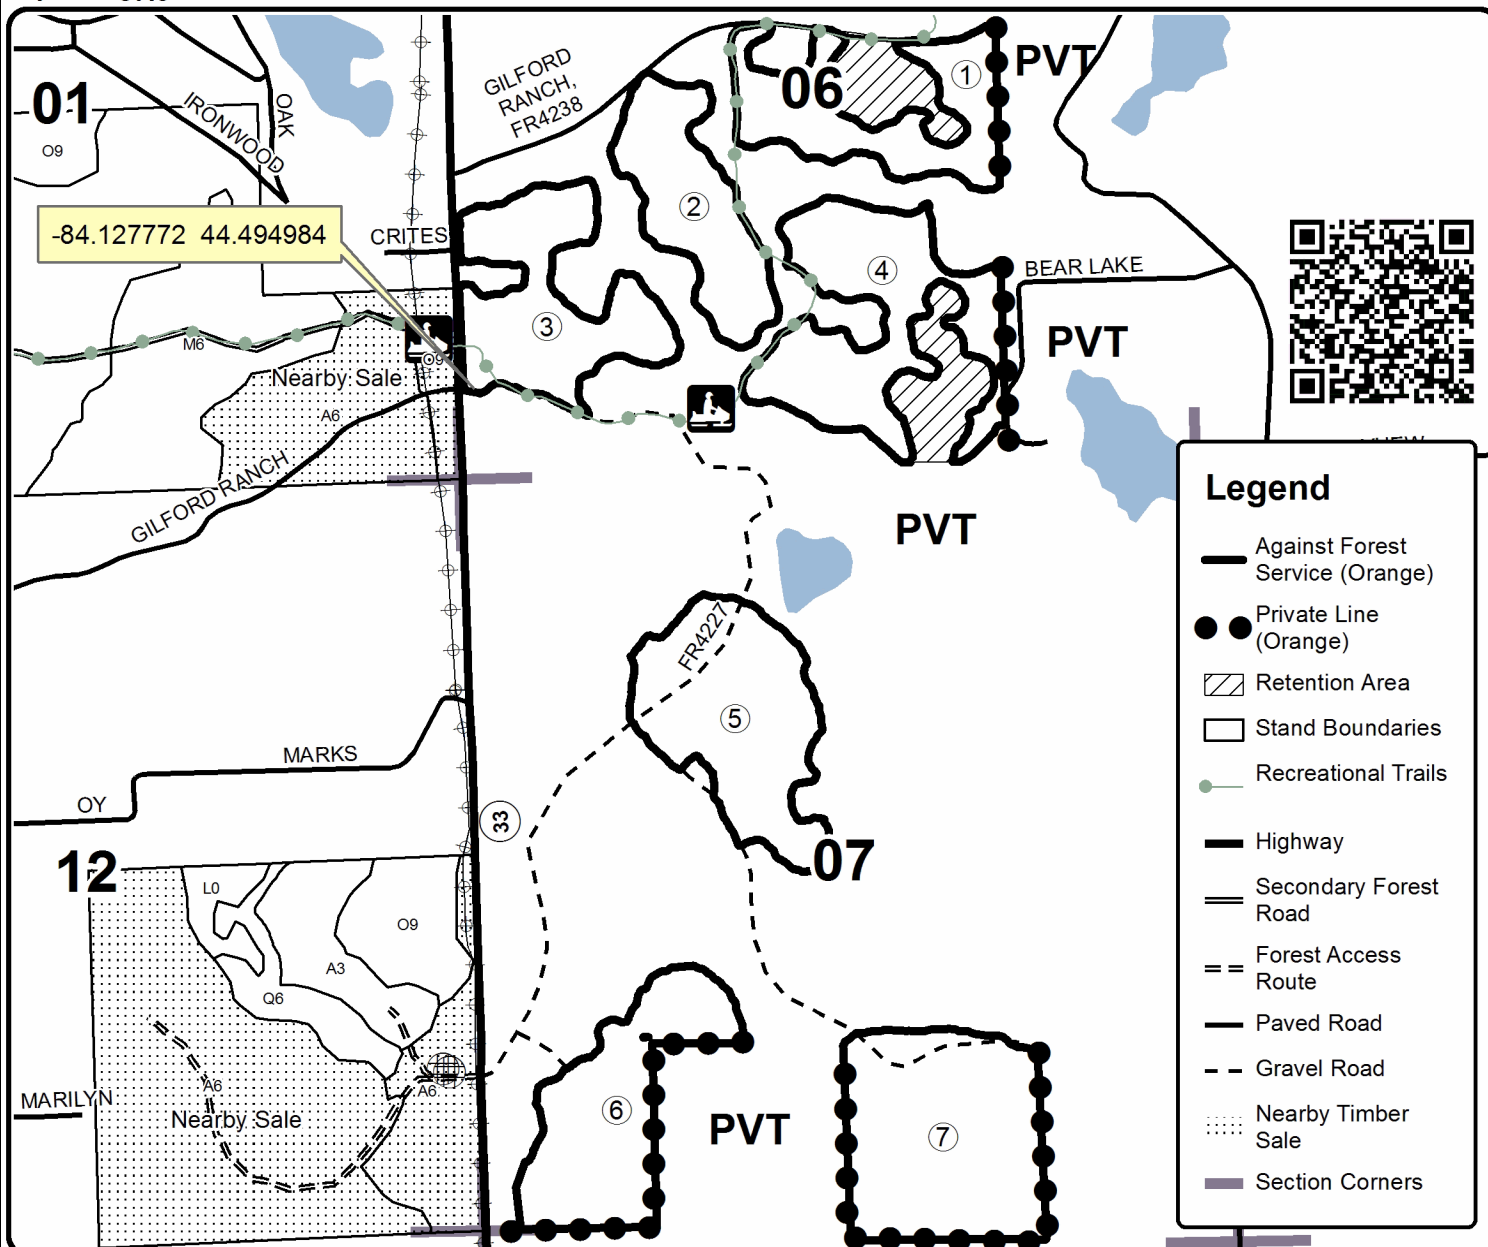 GILFORD
RANCH,
FR4238
PVT
01
06
1
IRONWOOD
OAK
O9
2
-84.127772  44.494984
CRITES
4
BEAR LAKE
3
PVT
M6
O9
Nearby Sale
A6
GILFORD RANCH
PVT
Legend
Against Forest
Service (Orange)
Private Line
(Orange)
Retention Area
Stand Boundaries
Recreational Trails
Highway
Secondary Forest
Road
Forest Access
Route
Paved Road
Gravel Road
Nearby Timber
Sale
Section Corners
FR4227
5
MARKS
OY
33
07
12
L0
O9
A3
Q6
A6
A6
MARILYN
Nearby Sale
6
PVT
7